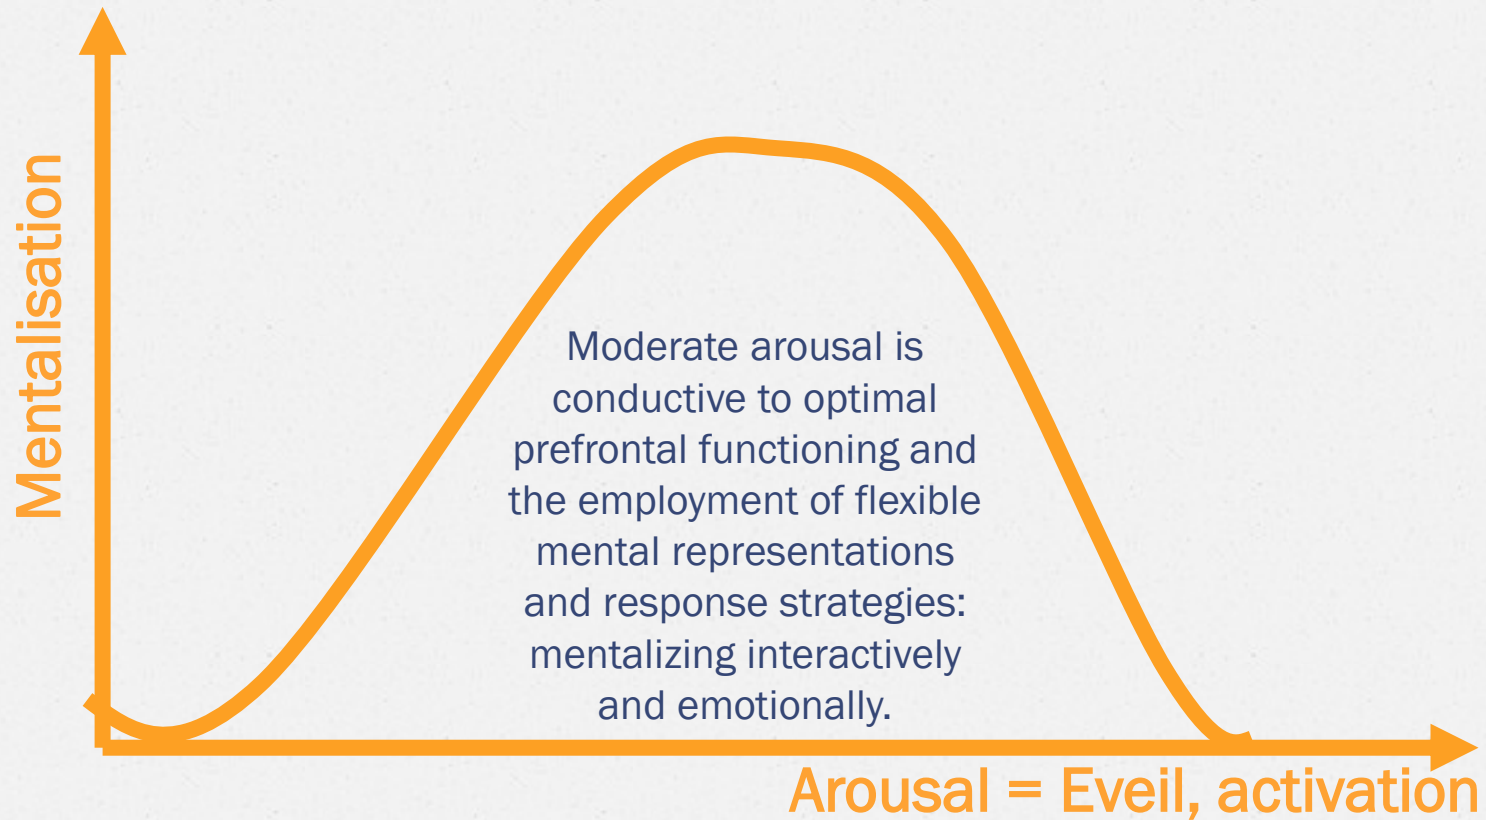 Mentalisation
Moderate arousal is
conductive to optimal
prefrontal functioning and
the employment of flexible
mental representations
and response strategies:
mentalizing interactively
and emotionally.
Arousal = Eveil, activation